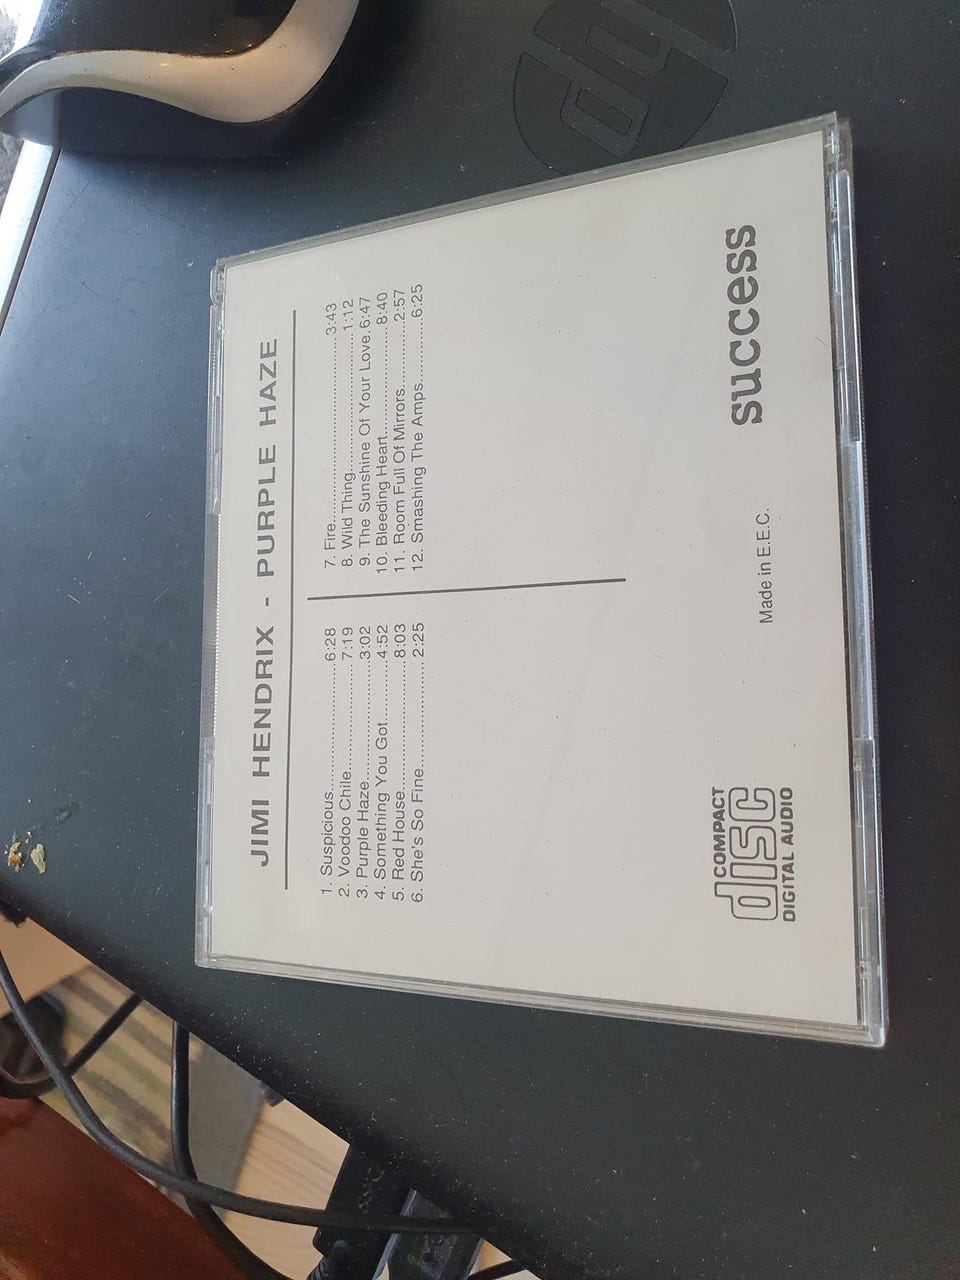 JIMI HENDRIX - PURPLE HAZE
1. Suspicious..........................6:28
2. Voodoo Chile......................7:19
3. Purple Haze.......................3:02
4. Something You Got............4:52
5. Red House.........................8:03
6. She's So Fine.....................2:25
7. Fire.....................................3:43
8. Wild Thing..........................1:12
9. The Sunshine Of Your Love.6:47
10. Bleeding Heart....................8:40
11. Room Full Of Mirrors...........2:57
12. Smashing The Amps...........6:25
COMPACT
disc
DIGITAL AUDIO
Made in E.E.C.
success
hp